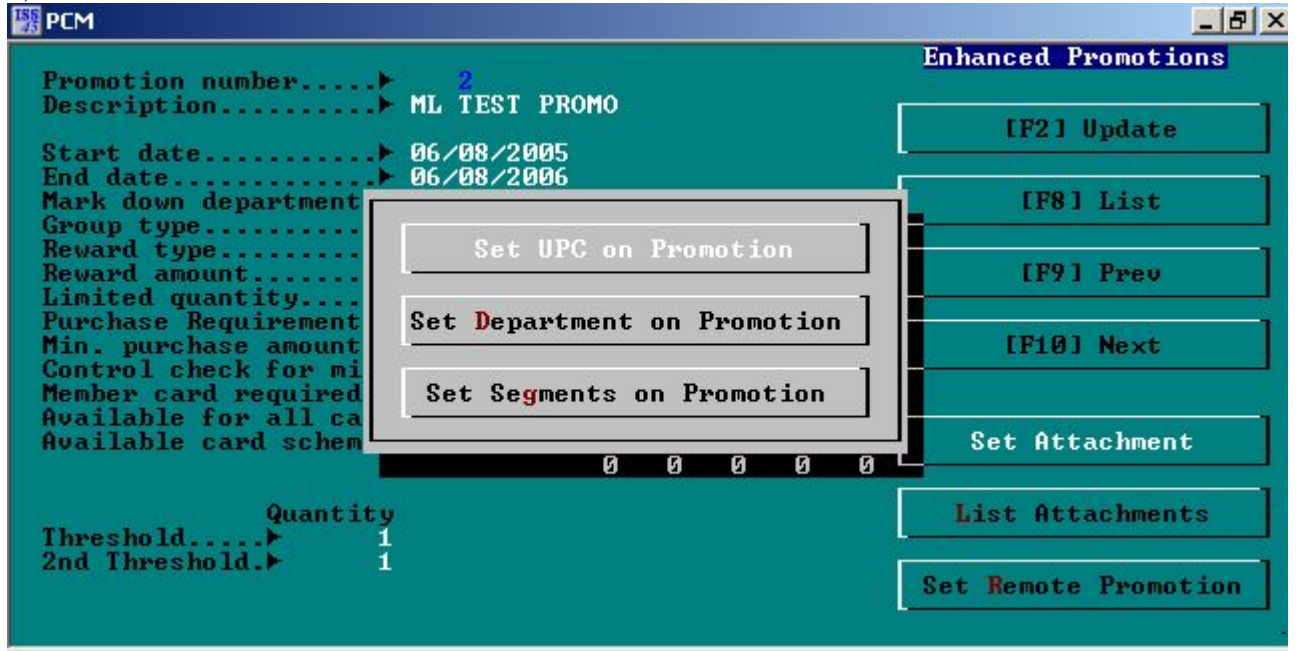 ISS 45 PCM
Enhanced Promotions
Promotion number.....► 2
Description..........► ML TEST PROMO
Start date...........► 06/08/2005
End date.............► 06/08/2006
Mark down department
Group type.........
Reward type.........
Reward amount.......
Limited quantity....
Purchase Requirement
Min. purchase amount
Control check for mi
Member card required
Available for all ca
Available card schem
0 0 0 0 0
Quantity
Threshold.....► 1
2nd Threshold.► 1
Set UPC on Promotion
Set Department on Promotion
Set Segments on Promotion
[F2] Update
[F8] List
[F9] Prev
[F10] Next
Set Attachment
List Attachments
Set Remote Promotion